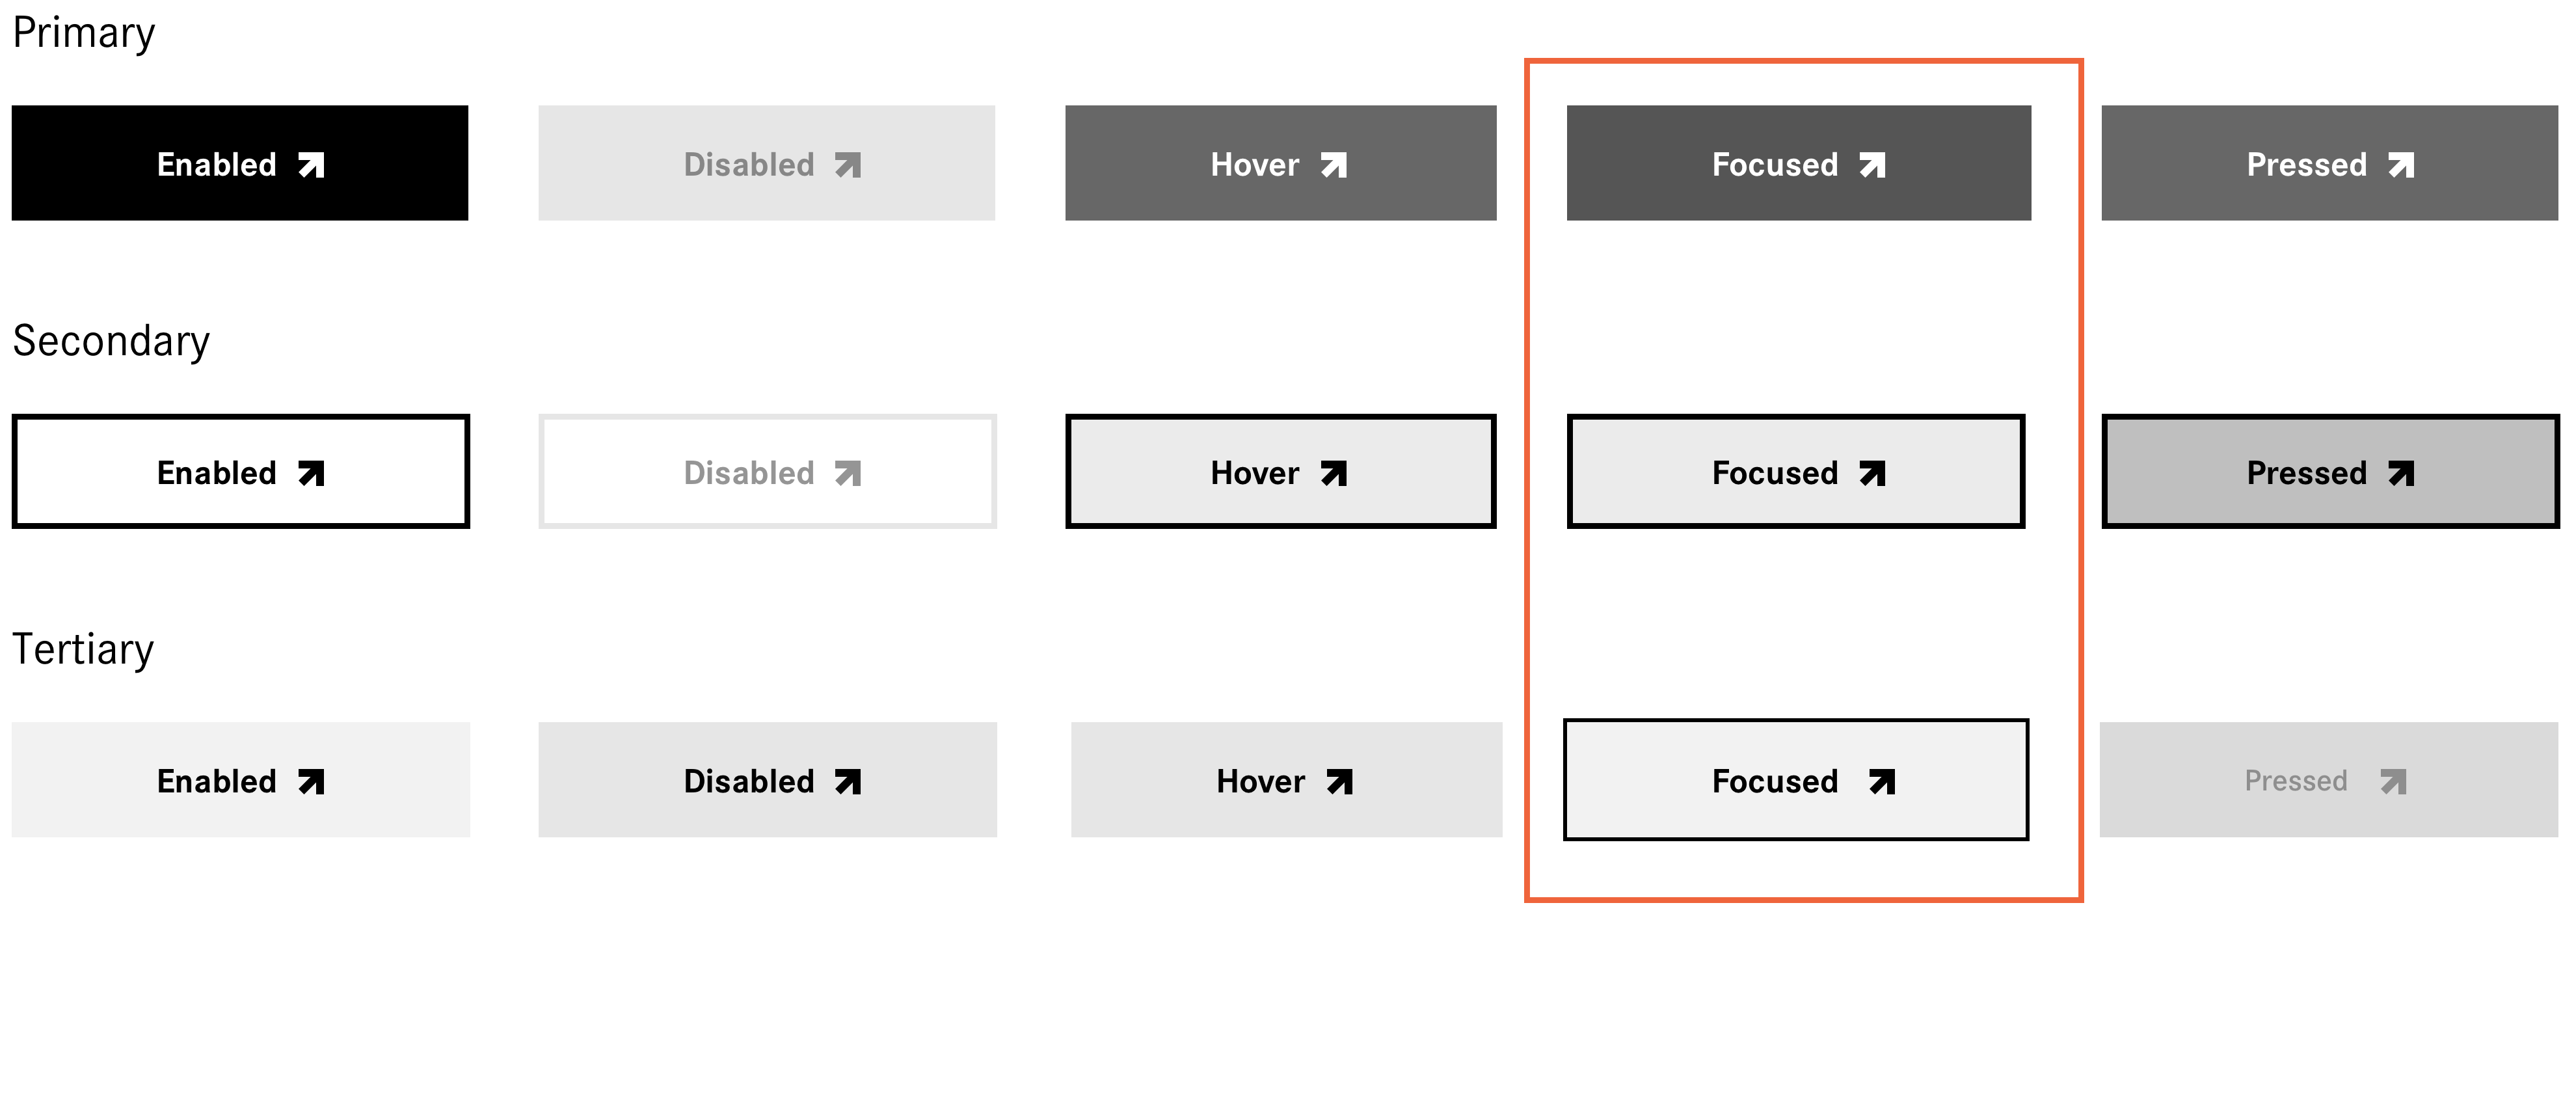 Primary
Enabled Disabled Hover Focused Pressed
Secondary
Enabled Disabled Hover Focused Pressed
Tertiary
Enabled Disabled Hover Focused Pressed